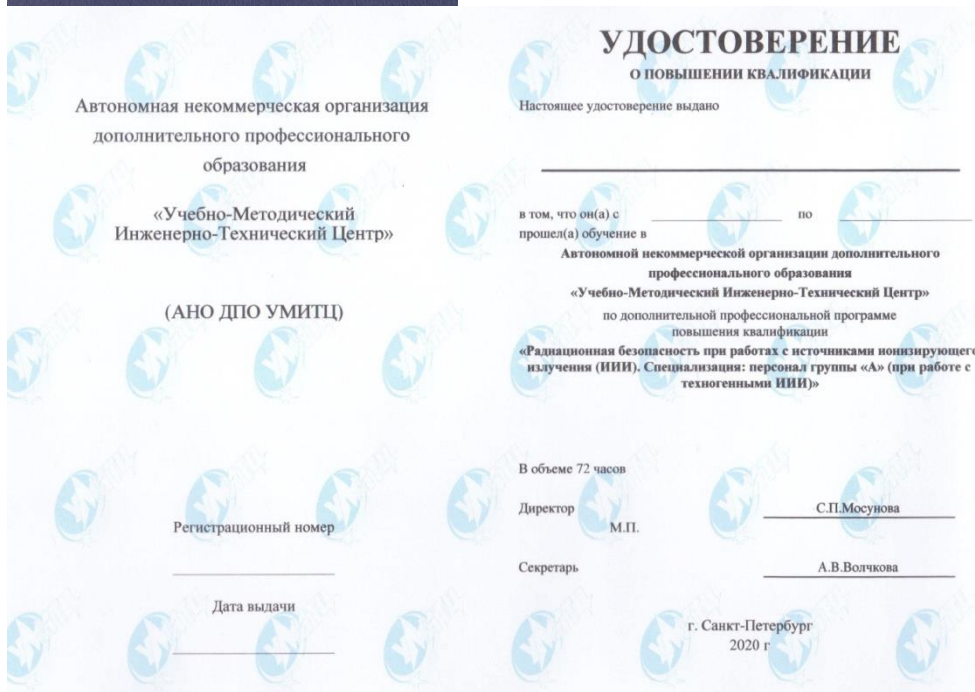 Автономная некоммерческая организация
дополнительного профессионального
образования
«Учебно-Методический
Инженерно-Технический Центр»
(АНО ДПО УМИТЦ)
Регистрационный номер
Дата выдачи
УДОСТОВЕРЕНИЕ
О ПОВЫШЕНИИ КВАЛИФИКАЦИИ
Настоящее удостоверение выдано
в том, что он(а) с по
прошел(а) обучение в
Автономной некоммерческой организации дополнительного
профессионального образования
«Учебно-Методический Инженерно-Технический Центр»
по дополнительной профессиональной программе
повышения квалификации
«Радиационная безопасность при работах с источниками ионизирующего
излучения (ИИИ). Специализация: персонал группы «А» (при работе с
техногенными ИИИ)»
В объеме 72 часов
Директор С.П.Мосунова
М.П.
Секретарь А.В.Волчкова
г. Санкт-Петербург
2020 г